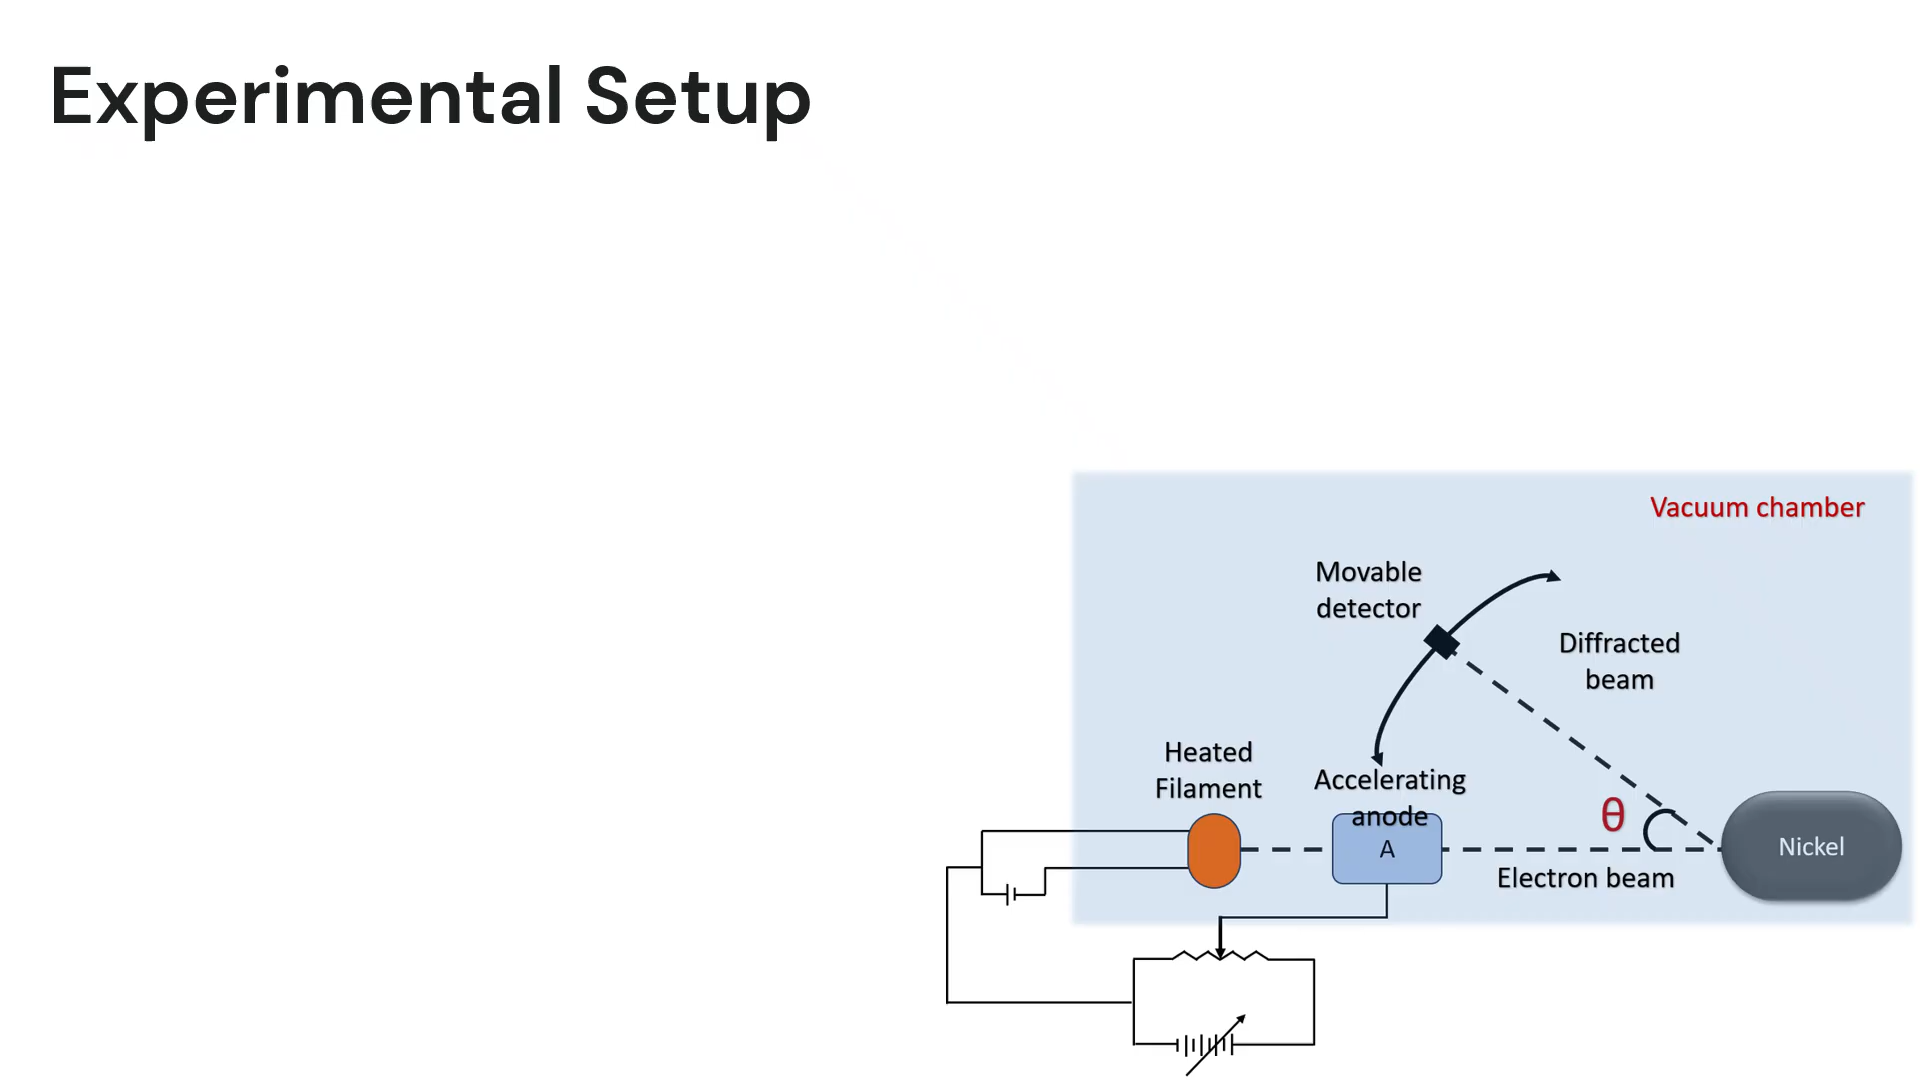 Experimental Setup
Vacuum chamber
Movable
detector
Diffracted
beam
Heated
Filament
Accelerating
anode
A
θ
Nickel
Electron beam